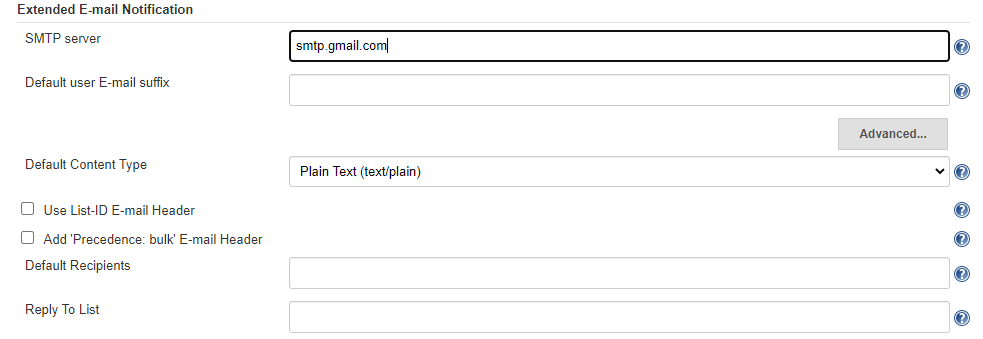 Extended E-mail Notification
SMTP server
smtp.gmail.com
Default user E-mail suffix
Advanced...
Default Content Type
Plain Text (text/plain)
Use List-ID E-mail Header
Add 'Precedence: bulk' E-mail Header
Default Recipients
Reply To List